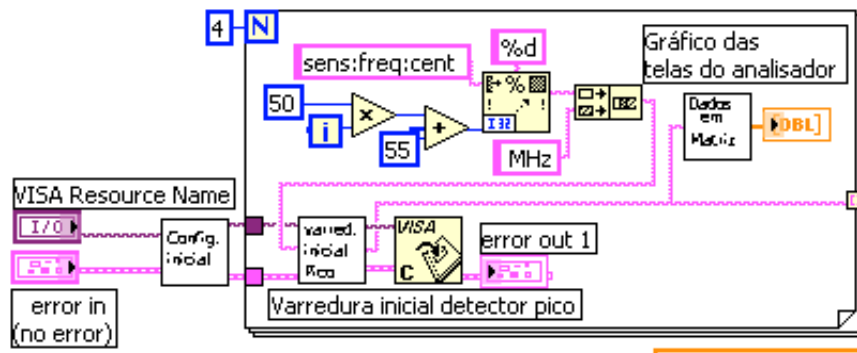 4
N
sens:freq:cent
%d
Gráfico das
telas do analisador
50
i
x
+
55
%
I32
MHz
Dados
em
Matriz
DBL]
VISA Resource Name
I/O
Config.
inicial
varred.
inicial
Pico
VISA
C
error out 1
error in
(no error)
Varredura inicial detector pico